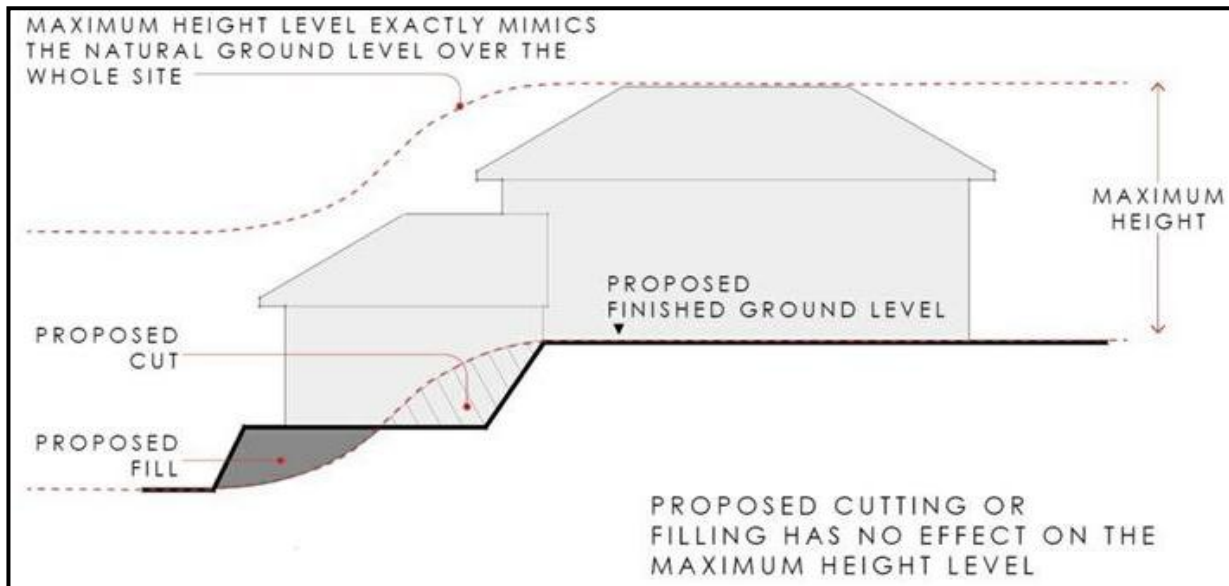 MAXIMUM HEIGHT LEVEL EXACTLY MIMICS
THE NATURAL GROUND LEVEL OVER THE
WHOLE SITE
MAXIMUM
HEIGHT
PROPOSED
FINISHED GROUND LEVEL
PROPOSED
CUT
PROPOSED
FILL
PROPOSED CUTTING OR
FILLING HAS NO EFFECT ON THE
MAXIMUM HEIGHT LEVEL